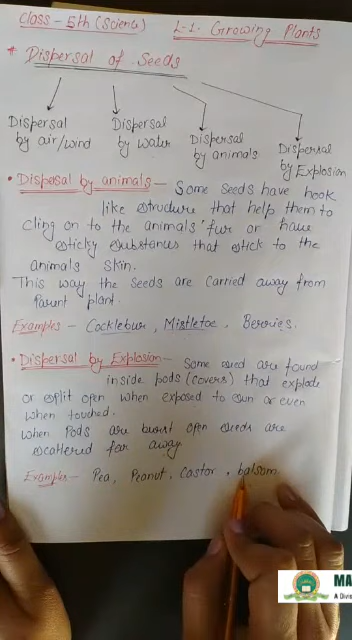 Class - 5th (Science) L-1. Growing Plants
* Dispersal of Seeds
Dispersal by air/wind
Dispersal by water
Dispersal by animals
Dispersal by Explosion
• Dispersal by animals - Some seeds have hook
like structure that help them to
cling on to the animals' fur or have
sticky substances that stick to the
animals skin.
This way the seeds are carried away from
Parent plant.
Examples - Cocklebur, Mistletoe, Berries.
• Dispersal by Explosion - Some seed are found
inside pods (covers) that explode
or split open when exposed to sun or even
when touched.
When Pods are burst open seeds are
scattered far away.
Examples - Pea, Peanut, Castor, balsom.
MA
A Divis